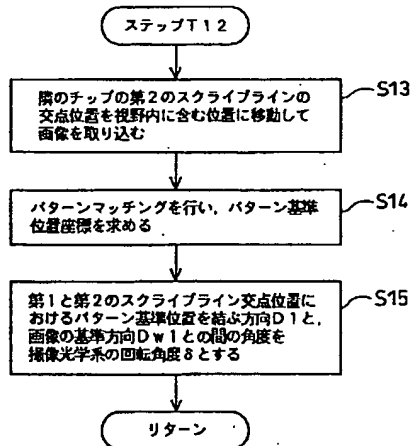 ステップT12
隣のチップの第2のスクライブラインの
交点位置を視野内に含む位置に移動して
画像を取り込む
S13
パターンマッチングを行い，パターン基準
位置座標を求める
S14
第1と第2のスクライブライン交点位置に
おけるパターン基準位置を結ぶ方向D1と，
画像の基準方向Dw1との間の角度を
撮像光学系の回転角度δとする
S15
リターン